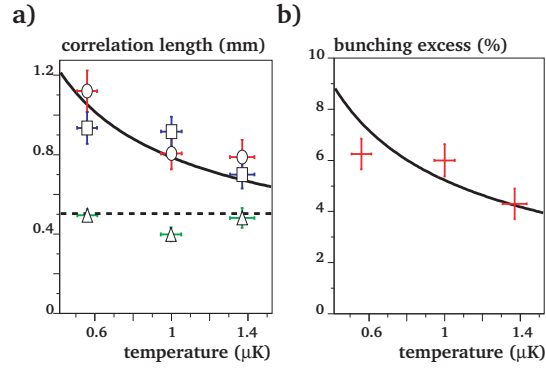 a)
correlation length (mm)
1.2
0.8
0.4
0
0.6
1
1.4
temperature (μK)
b)
bunching excess (%)
10
8
6
4
2
0
0.6
1
1.4
temperature (μK)